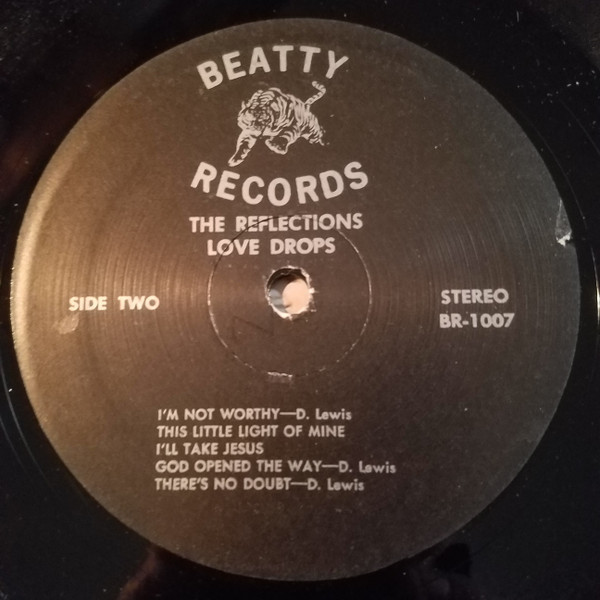 BEATTY
RECORDS
THE REFLECTIONS
LOVE DROPS
SIDE TWO
STEREO
BR-1007
I'M NOT WORTHY—D. Lewis
THIS LITTLE LIGHT OF MINE
I'LL TAKE JESUS
GOD OPENED THE WAY—D. Lewis
THERE'S NO DOUBT—D. Lewis